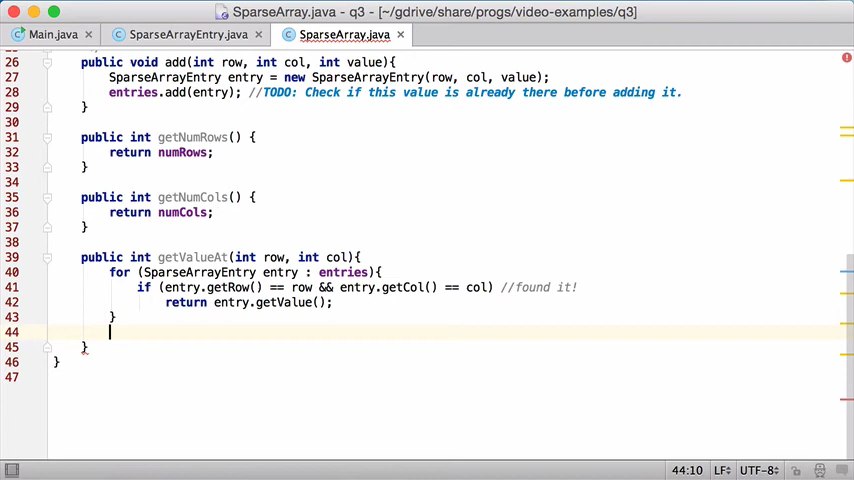 SparseArray.java - q3 - [~/gdrive/share/progs/video-examples/q3]
Main.java SparseArrayEntry.java SparseArray.java
26 public void add(int row, int col, int value){
27 SparseArrayEntry entry = new SparseArrayEntry(row, col, value);
28 entries.add(entry); //TODO: Check if this value is already there before adding it.
29 }
30
31 public int getNumRows() {
32 return numRows;
33 }
34
35 public int getNumCols() {
36 return numCols;
37 }
38
39 public int getValueAt(int row, int col){
40 for (SparseArrayEntry entry : entries){
41 if (entry.getRow() == row && entry.getCol() == col) //found it!
42 return entry.getValue();
43 }
44
45 }
46 }
47
44:10 LF UTF-8